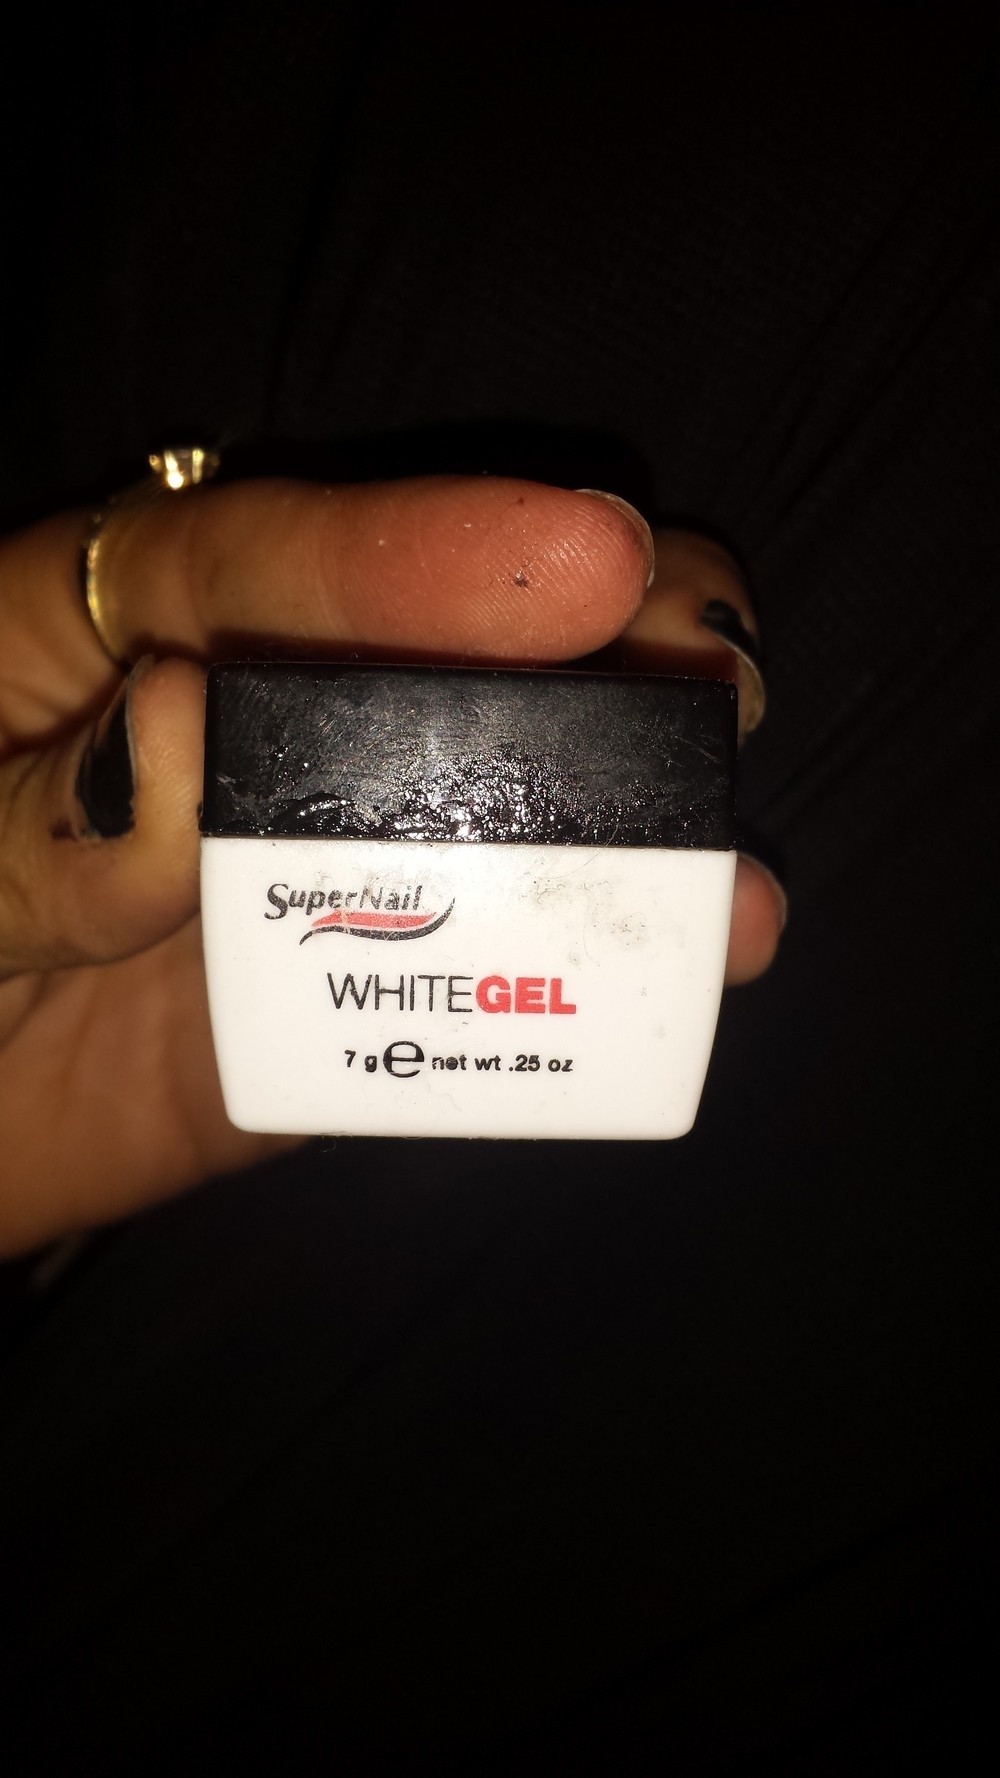 SuperNail
WHITEGEL
7 g ℮ net wt .25 oz